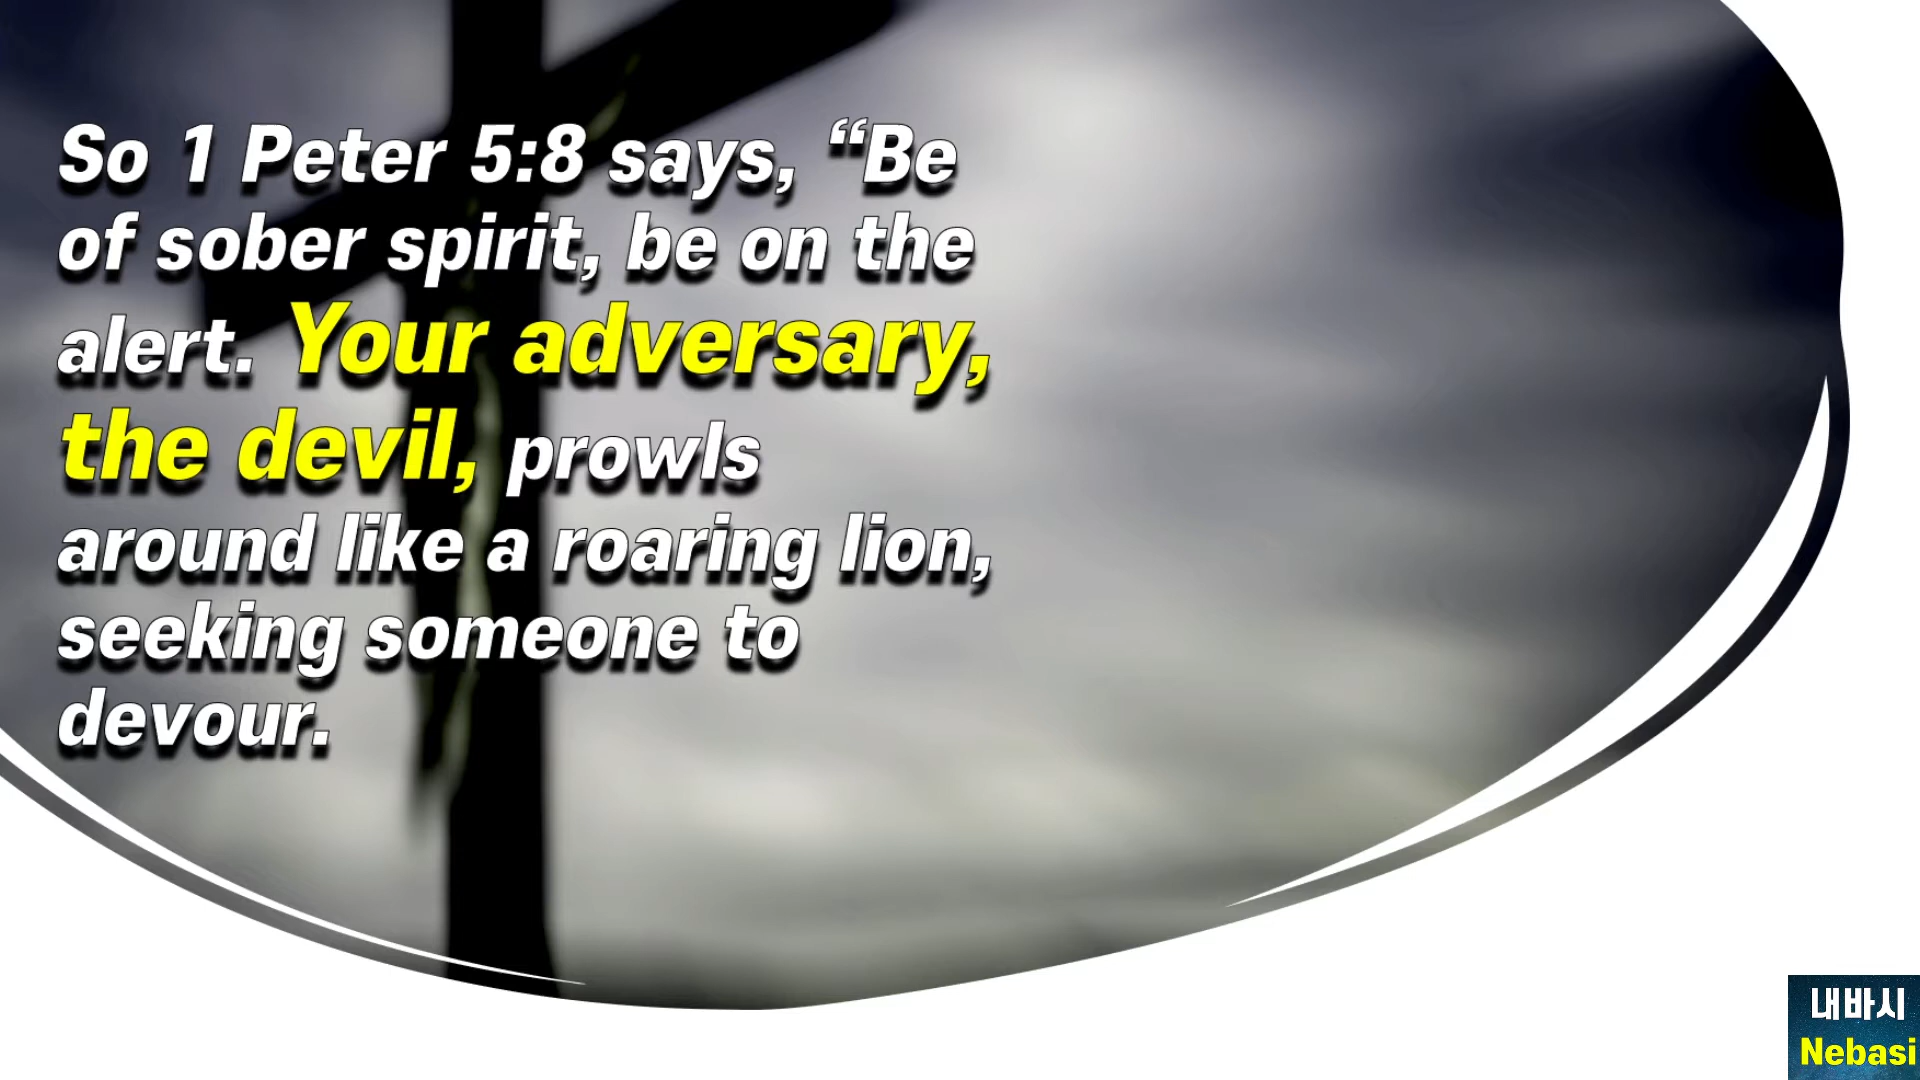 So 1 Peter 5:8 says, “Be
of sober spirit, be on the
alert. Your adversary,
the devil, prowls
around like a roaring lion,
seeking someone to
devour.
내바시
Nebasi